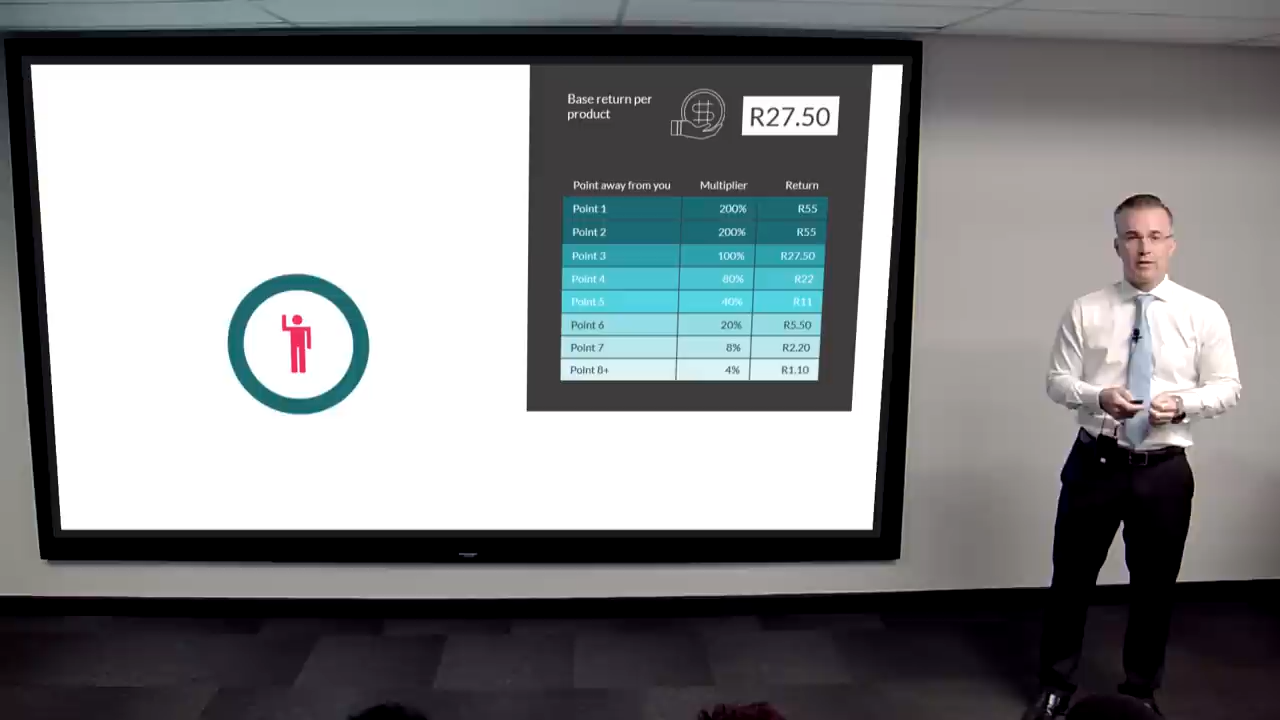 Base return per
product
R27.50
Point away from you Multiplier Return
Point 1 200% R55
Point 2 200% R55
Point 3 100% R27.50
Point 4 80% R22
Point 5 40% R11
Point 6 20% R5.50
Point 7 8% R2.20
Point 8+ 4% R1.10